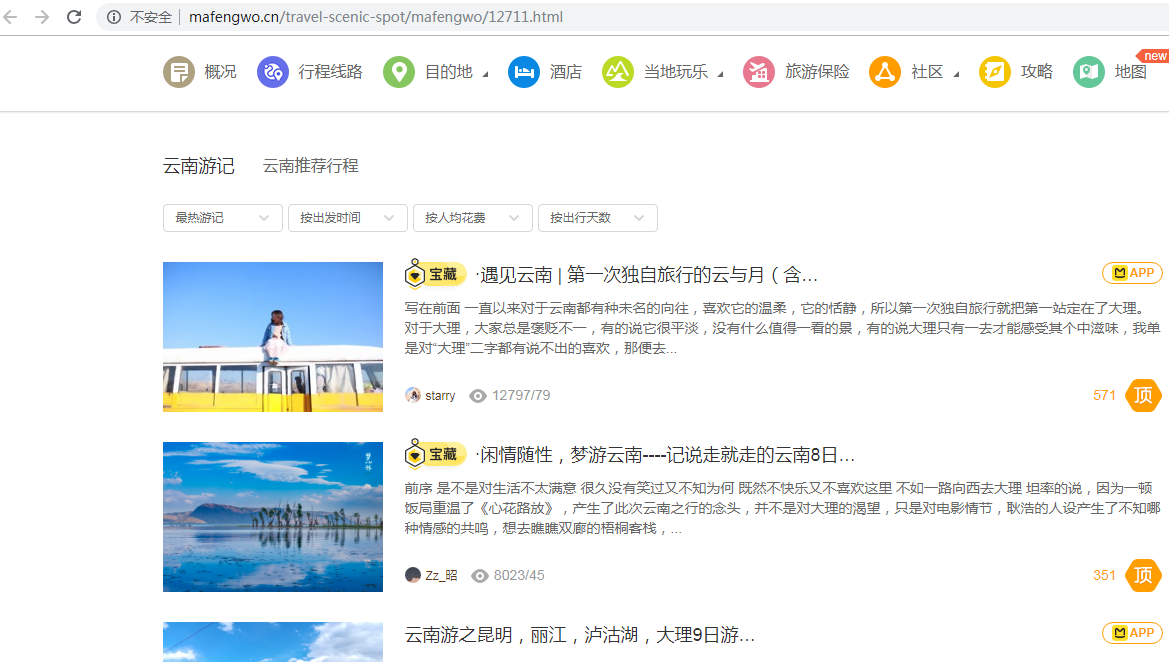 不安全 mafengwo.cn/travel-scenic-spot/mafengwo/12711.html
new
概况 行程线路 目的地 酒店 当地玩乐 旅游保险 社区 攻略 地图
云南游记 云南推荐行程
最热游记 按出发时间 按人均花费 按出行天数
宝藏 ·遇见云南 | 第一次独自旅行的云与月（含... APP
写在前面 一直以来对于云南都有种未名的向往，喜欢它的温柔，它的恬静，所以第一次独自旅行就把第一站定在了大理。
对于大理，大家总是褒贬不一，有的说它很平淡，没有什么值得一看的景，有的说大理只有一去才能感受其个中滋味，我单
是对“大理”二字都有说不出的喜欢，那便去...
starry 12797/79 571 顶
宝藏 ·闲情随性，梦游云南----记说走就走的云南8日...
前序 是不是对生活不太满意 很久没有笑过又不知为何 既然不快乐又不喜欢这里 不如一路向西去大理 坦率的说，因为一顿
饭局重温了《心花路放》，产生了此次云南之行的念头，并不是对大理的渴望，只是对电影情节，耿浩的人设产生了不知哪
种情感的共鸣，想去瞧瞧双廊的悟桐客栈，...
Zz_昭 8023/45 351 顶
云南游之昆明，丽江，泸沽湖，大理9日游... APP